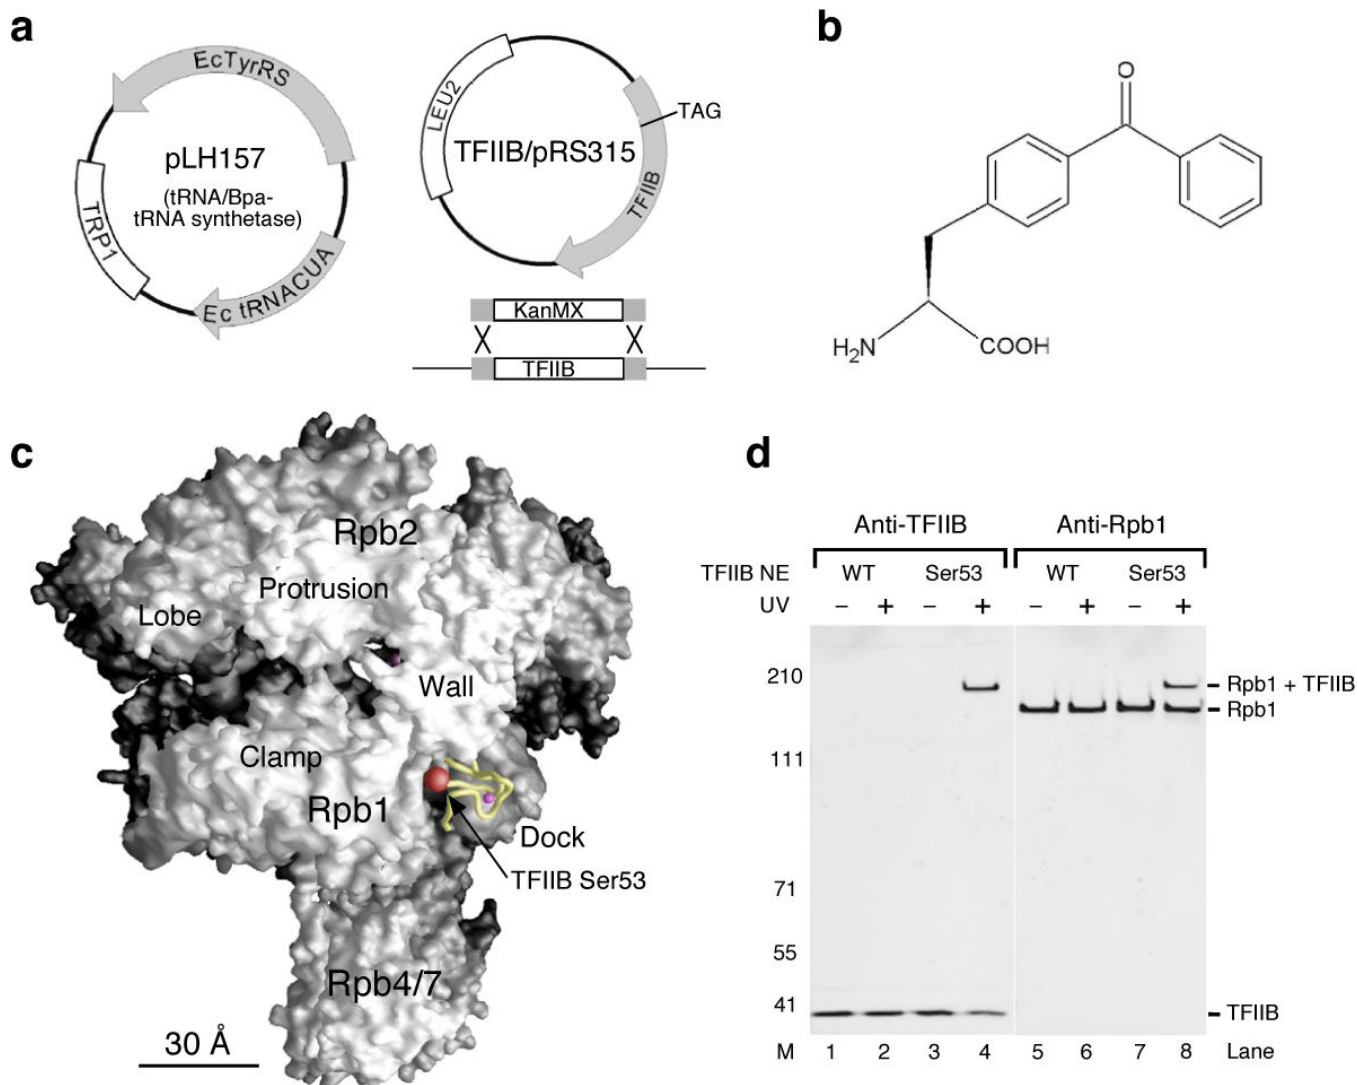 a
EcTyrRS
pLH157
(tRNA/Bpa-
tRNA synthetase)
TRP1
Ec tRNACUA
LEU2
TFIIB/pRS315
TAG
TFIIB
KanMX
TFIIB
b
O
H2N
COOH
c
Rpb2
Protrusion
Lobe
Wall
Clamp
Rpb1
Dock
TFIIB Ser53
Rpb4/7
30 Å
d
Anti-TFIIB Anti-Rpb1
TFIIB NE WT Ser53 WT Ser53
UV – + – + – + – +
210
Rpb1 + TFIIB
Rpb1
111
71
55
41
TFIIB
M 1 2 3 4 5 6 7 8 Lane